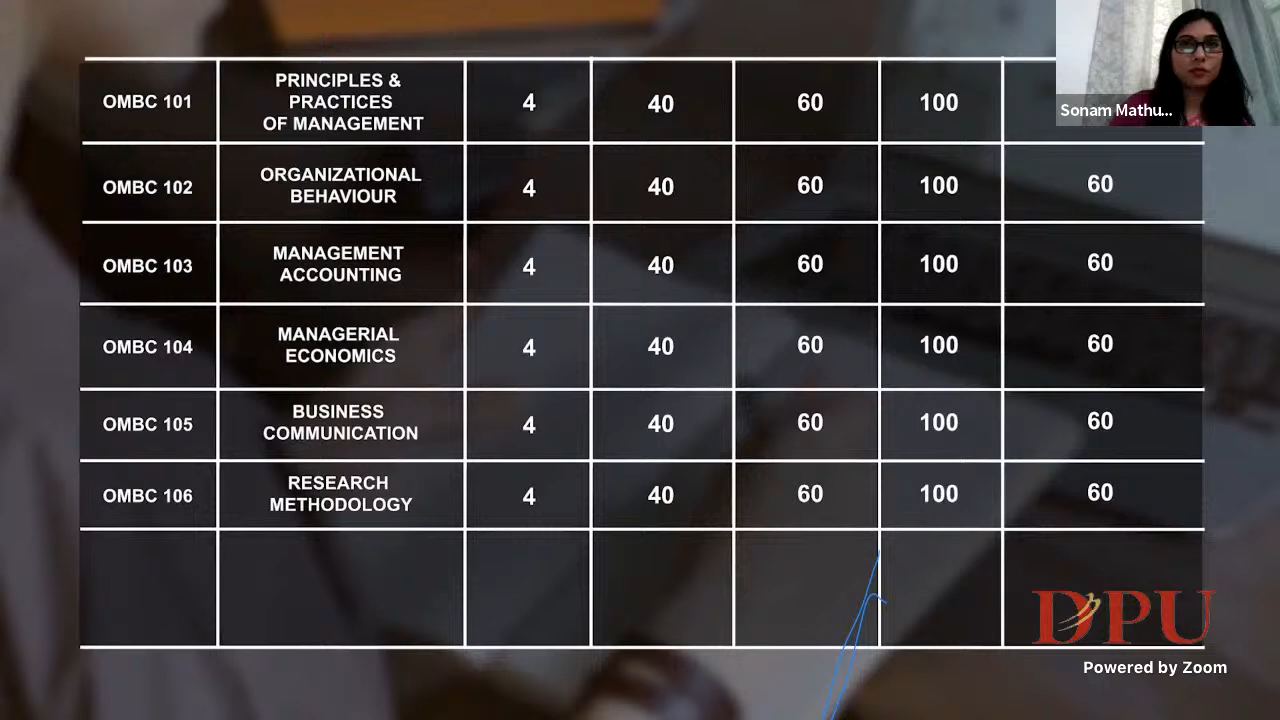 Sonam Mathu...
OMBC 101 PRINCIPLES & PRACTICES OF MANAGEMENT 4 40 60 100
OMBC 102 ORGANIZATIONAL BEHAVIOUR 4 40 60 100 60
OMBC 103 MANAGEMENT ACCOUNTING 4 40 60 100 60
OMBC 104 MANAGERIAL ECONOMICS 4 40 60 100 60
OMBC 105 BUSINESS COMMUNICATION 4 40 60 100 60
OMBC 106 RESEARCH METHODOLOGY 4 40 60 100 60
DPU
Powered by Zoom